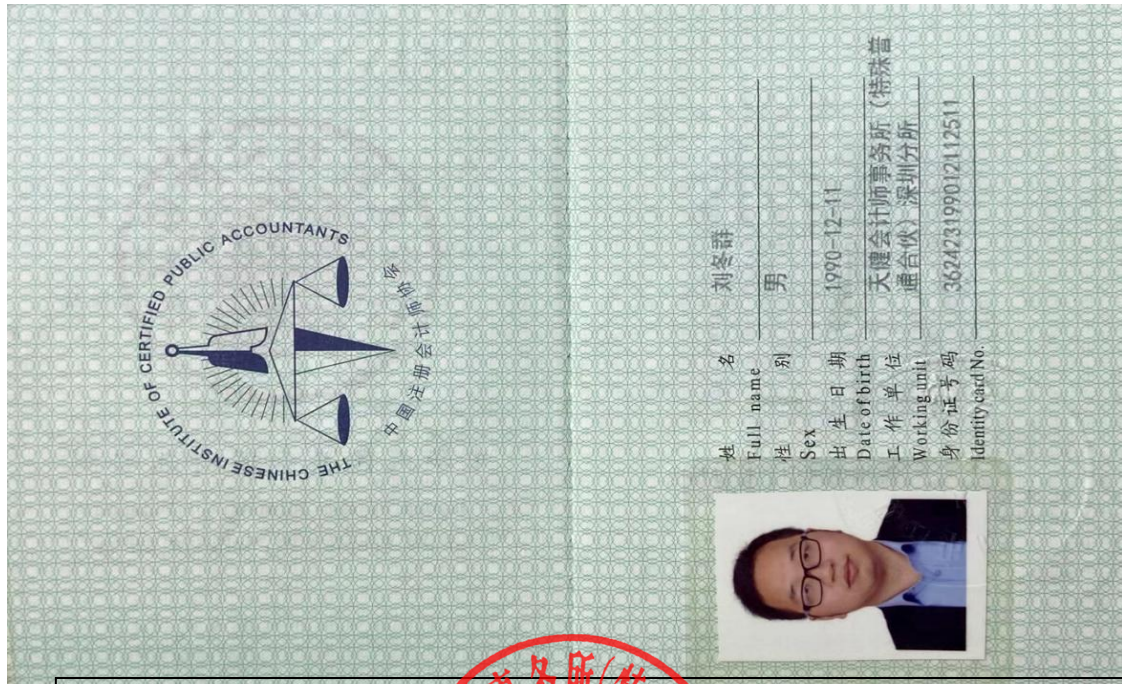 THE CHINESE INSTITUTE OF CERTIFIED PUBLIC ACCOUNTANTS
中国注册会计师协会
姓 名 刘冬群
Full name
性 别 男
Sex
出 生 日 期 1990-12-11
Date of birth
工 作 单 位 天健会计师事务所（特殊普
Working unit 通合伙）深圳分所
身 份 证 号 码 362423199012112511
Identity card No.
务所(特